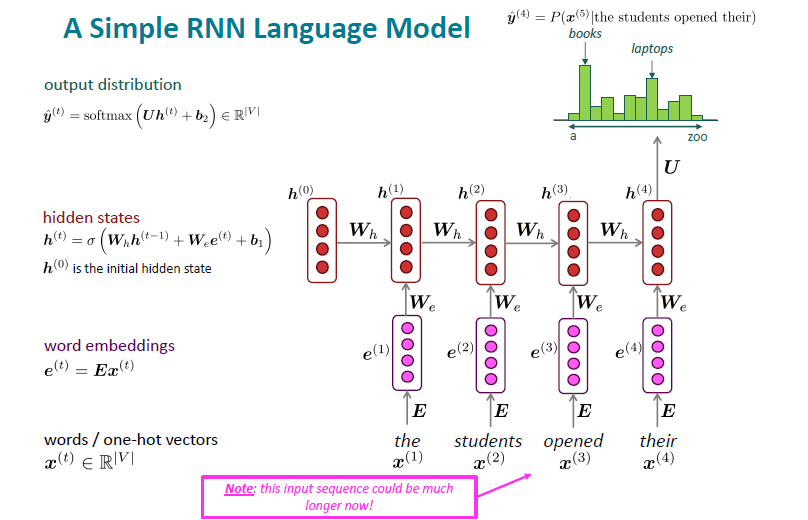 A Simple RNN Language Model
ŷ⁽⁴⁾ = P(x⁽⁵⁾|the students opened their)
books
laptops
a
zoo
output distribution
ŷ⁽ᵗ⁾ = softmax (Uh⁽ᵗ⁾ + b₂) ∈ ℝ^|V|
U
h⁽⁰⁾
h⁽¹⁾
h⁽²⁾
h⁽³⁾
h⁽⁴⁾
hidden states
h⁽ᵗ⁾ = σ (W_h h⁽ᵗ⁻¹⁾ + W_e e⁽ᵗ⁾ + b₁)
h⁽⁰⁾ is the initial hidden state
W_h W_h W_h W_h
W_e W_e W_e W_e
word embeddings
e⁽ᵗ⁾ = Ex⁽ᵗ⁾
e⁽¹⁾ e⁽²⁾ e⁽³⁾ e⁽⁴⁾
E E E E
words / one-hot vectors
x⁽ᵗ⁾ ∈ ℝ^|V|
the students opened their
x⁽¹⁾ x⁽²⁾ x⁽³⁾ x⁽⁴⁾
Note: this input sequence could be much
longer now!